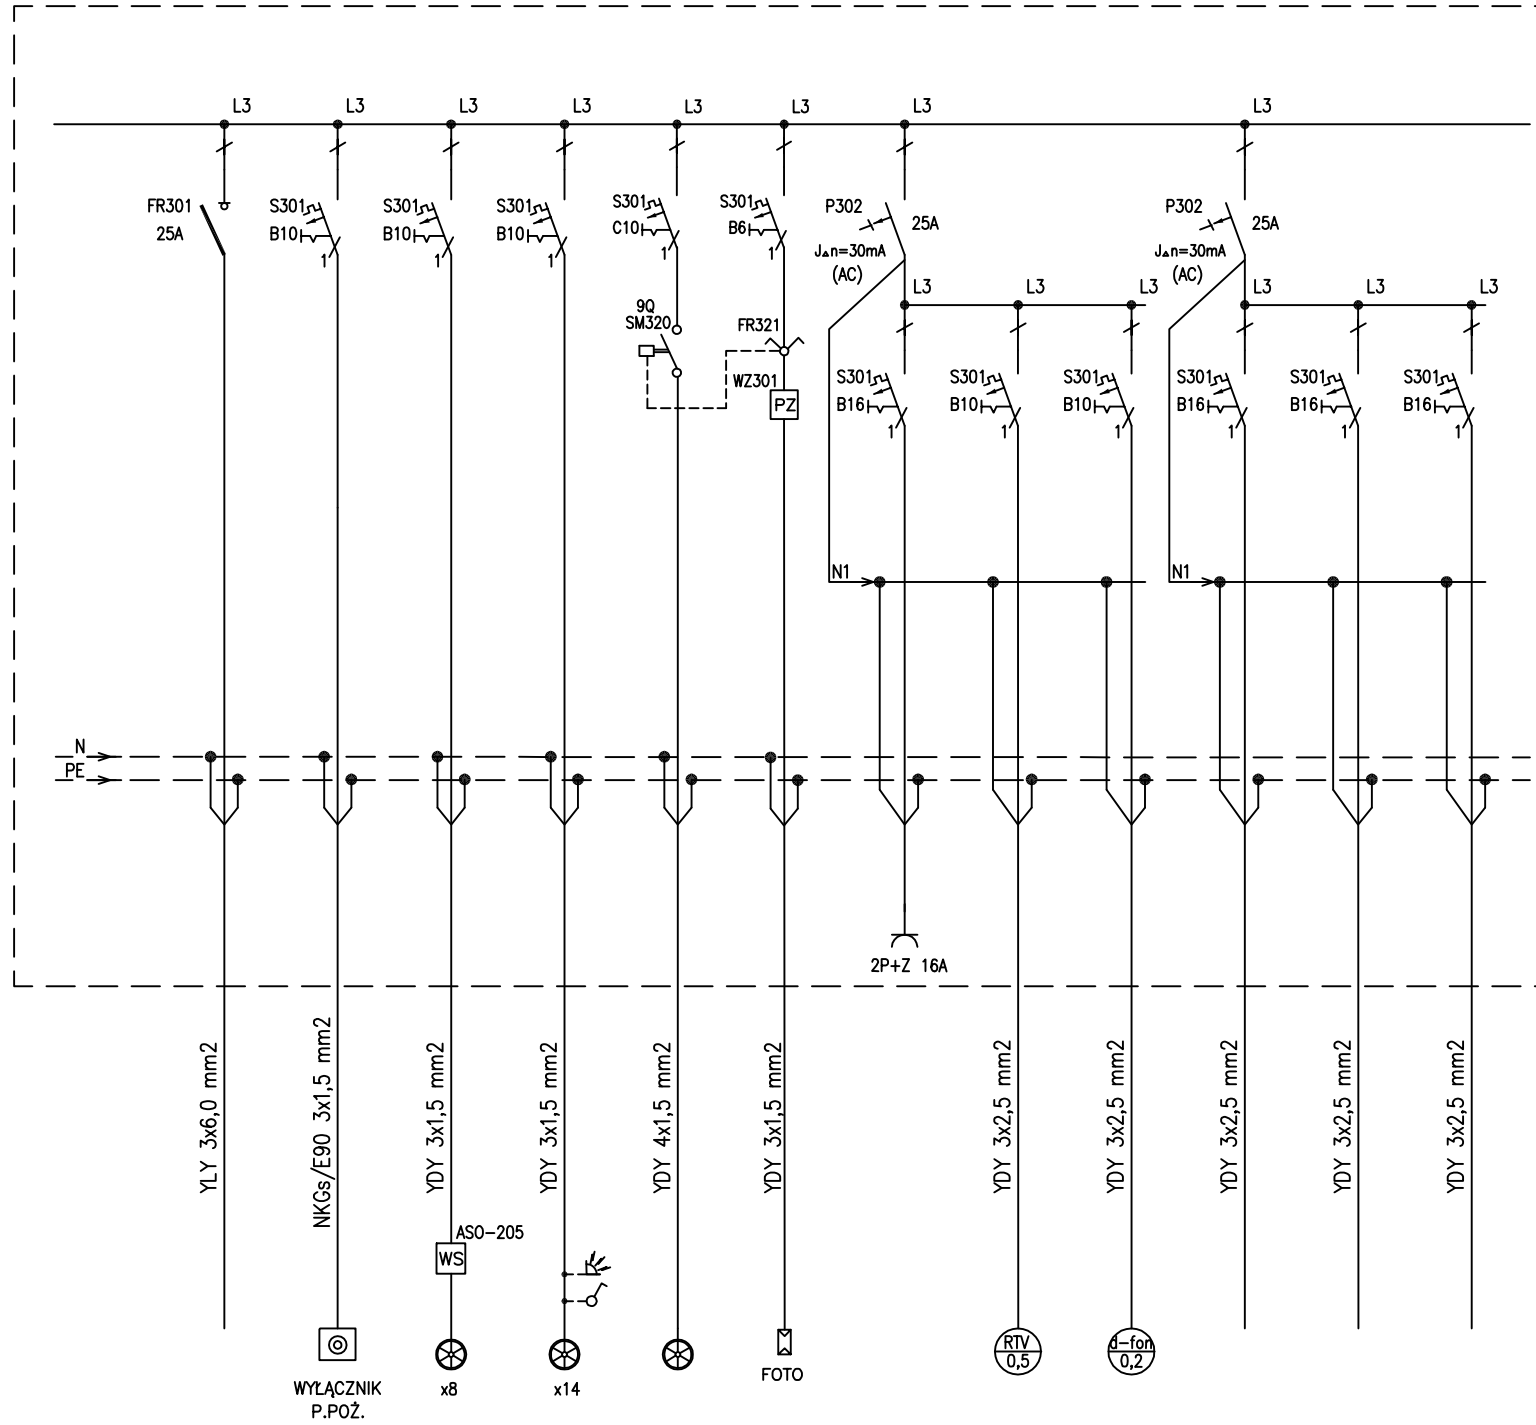 L3 L3 L3 L3 L3 L3 L3 L3
FR301 S301 S301 S301 S301 S301 P302 P302
25A B10 B10 B10 C10 B6 25A 25A
1 1 1 1 1
J△n=30mA J△n=30mA
(AC) (AC)
L3 L3 L3 L3 L3 L3
9Q
SM320 FR321
WZ301
PZ
S301 S301 S301 S301 S301 S301
B16 B10 B10 B16 B16 B16
1 1 1 1 1 1
N1 N1
N
PE
2P+Z 16A
YLY 3x6,0 mm2
NKGs/E90 3x1,5 mm2
YDY 3x1,5 mm2
YDY 3x1,5 mm2
YDY 4x1,5 mm2
YDY 3x1,5 mm2
YDY 3x2,5 mm2
YDY 3x2,5 mm2
YDY 3x2,5 mm2
YDY 3x2,5 mm2
YDY 3x2,5 mm2
ASO-205
WS
RTV
0,5
d-fon
0,2
WYŁĄCZNIK
P.POŻ.
x8
x14
FOTO